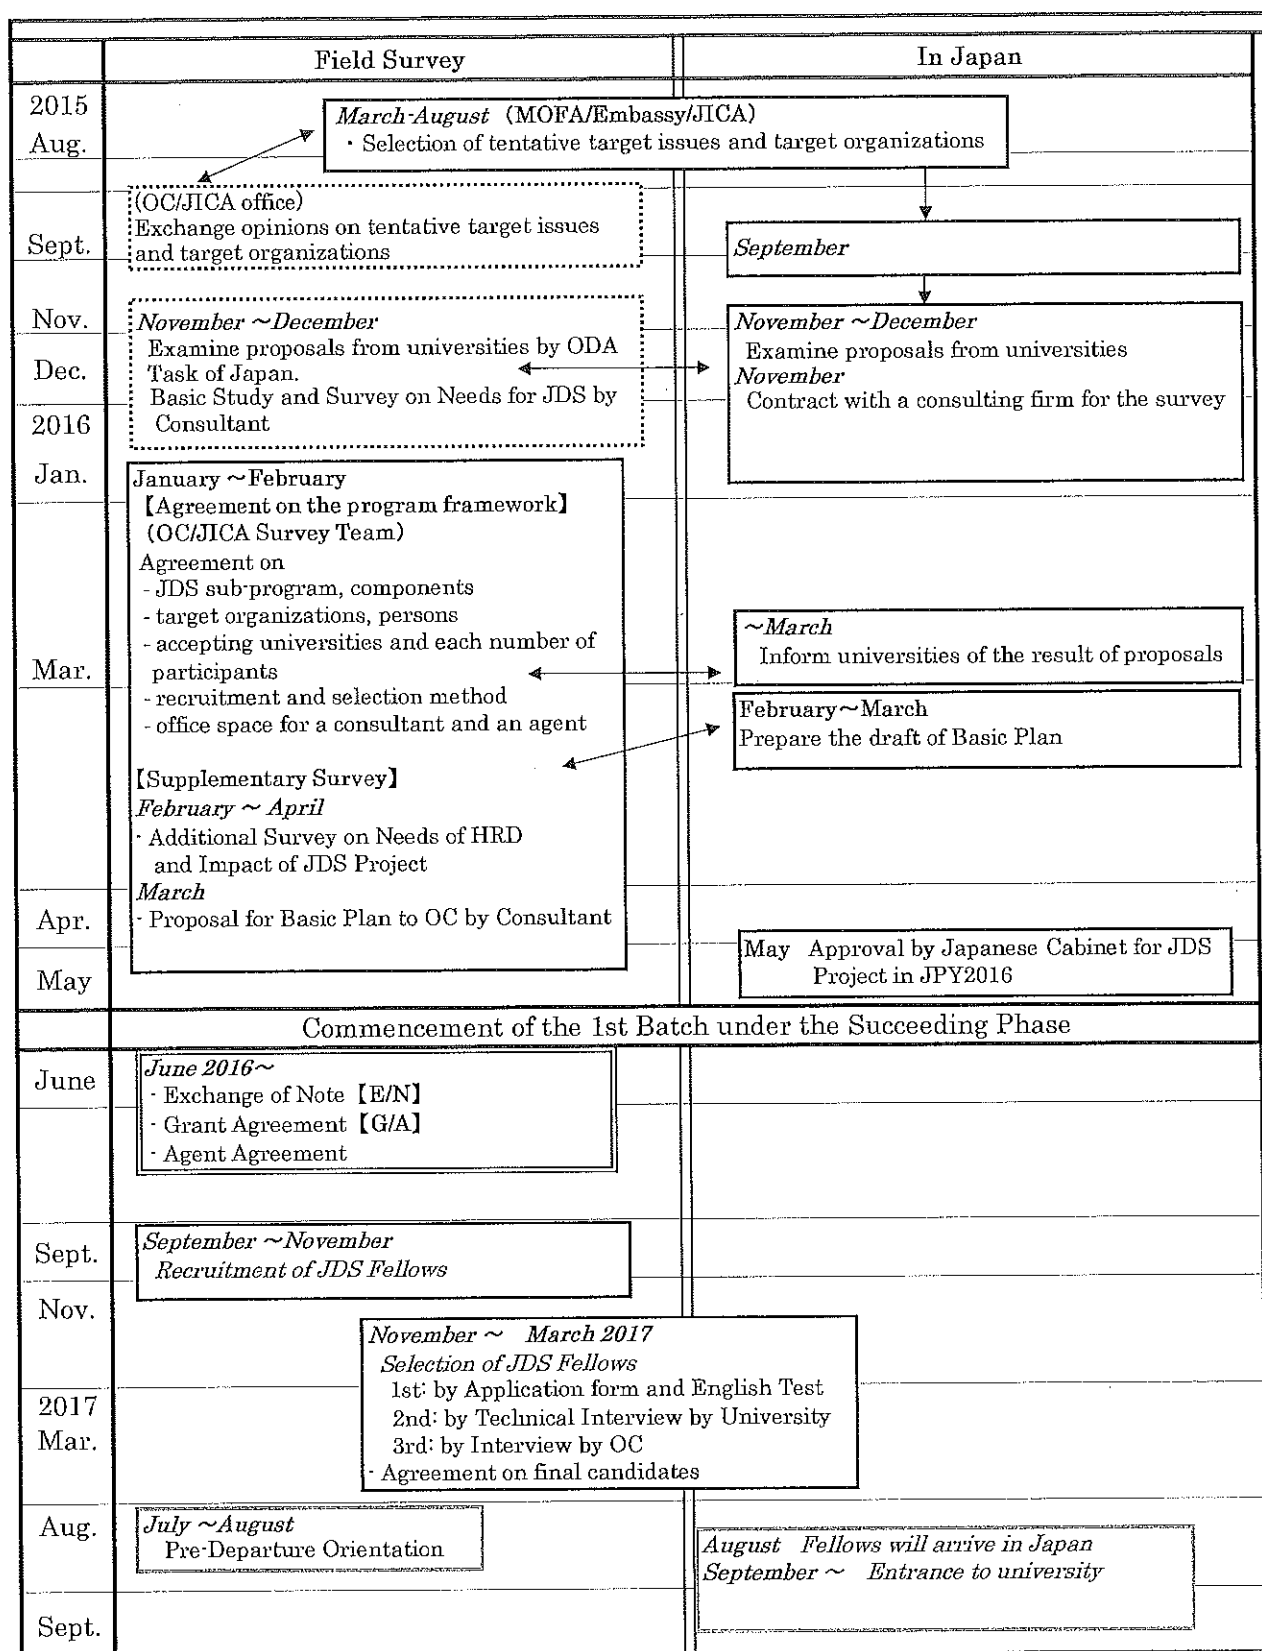 Field Survey
In Japan
2015
Aug.
March-August (MOFA/Embassy/JICA)
・Selection of tentative target issues and target organizations
Sept.
(OC/JICA office)
Exchange opinions on tentative target issues
and target organizations
September
Nov.
Dec.
2016
Jan.
November ~December
Examine proposals from universities by ODA
Task of Japan.
Basic Study and Survey on Needs for JDS by
Consultant
November ~December
Examine proposals from universities
November
Contract with a consulting firm for the survey
January ~February
【Agreement on the program framework】
(OC/JICA Survey Team)
Agreement on
- JDS sub-program, components
- target organizations, persons
- accepting universities and each number of
participants
- recruitment and selection method
- office space for a consultant and an agent
Mar.
~March
Inform universities of the result of proposals
February~March
Prepare the draft of Basic Plan
【Supplementary Survey】
February ~ April
・Additional Survey on Needs of HRD
and Impact of JDS Project
March
・Proposal for Basic Plan to OC by Consultant
Apr.
May
May Approval by Japanese Cabinet for JDS
Project in JPY2016
Commencement of the 1st Batch under the Succeeding Phase
June
June 2016~
・Exchange of Note【E/N】
・Grant Agreement【G/A】
・Agent Agreement
Sept.
September ~November
Recruitment of JDS Fellows
Nov.
November ~ March 2017
Selection of JDS Fellows
1st: by Application form and English Test
2nd: by Technical Interview by University
3rd: by Interview by OC
・Agreement on final candidates
2017
Mar.
Aug.
July ~August
Pre-Departure Orientation
August Fellows will arrive in Japan
September ~ Entrance to university
Sept.